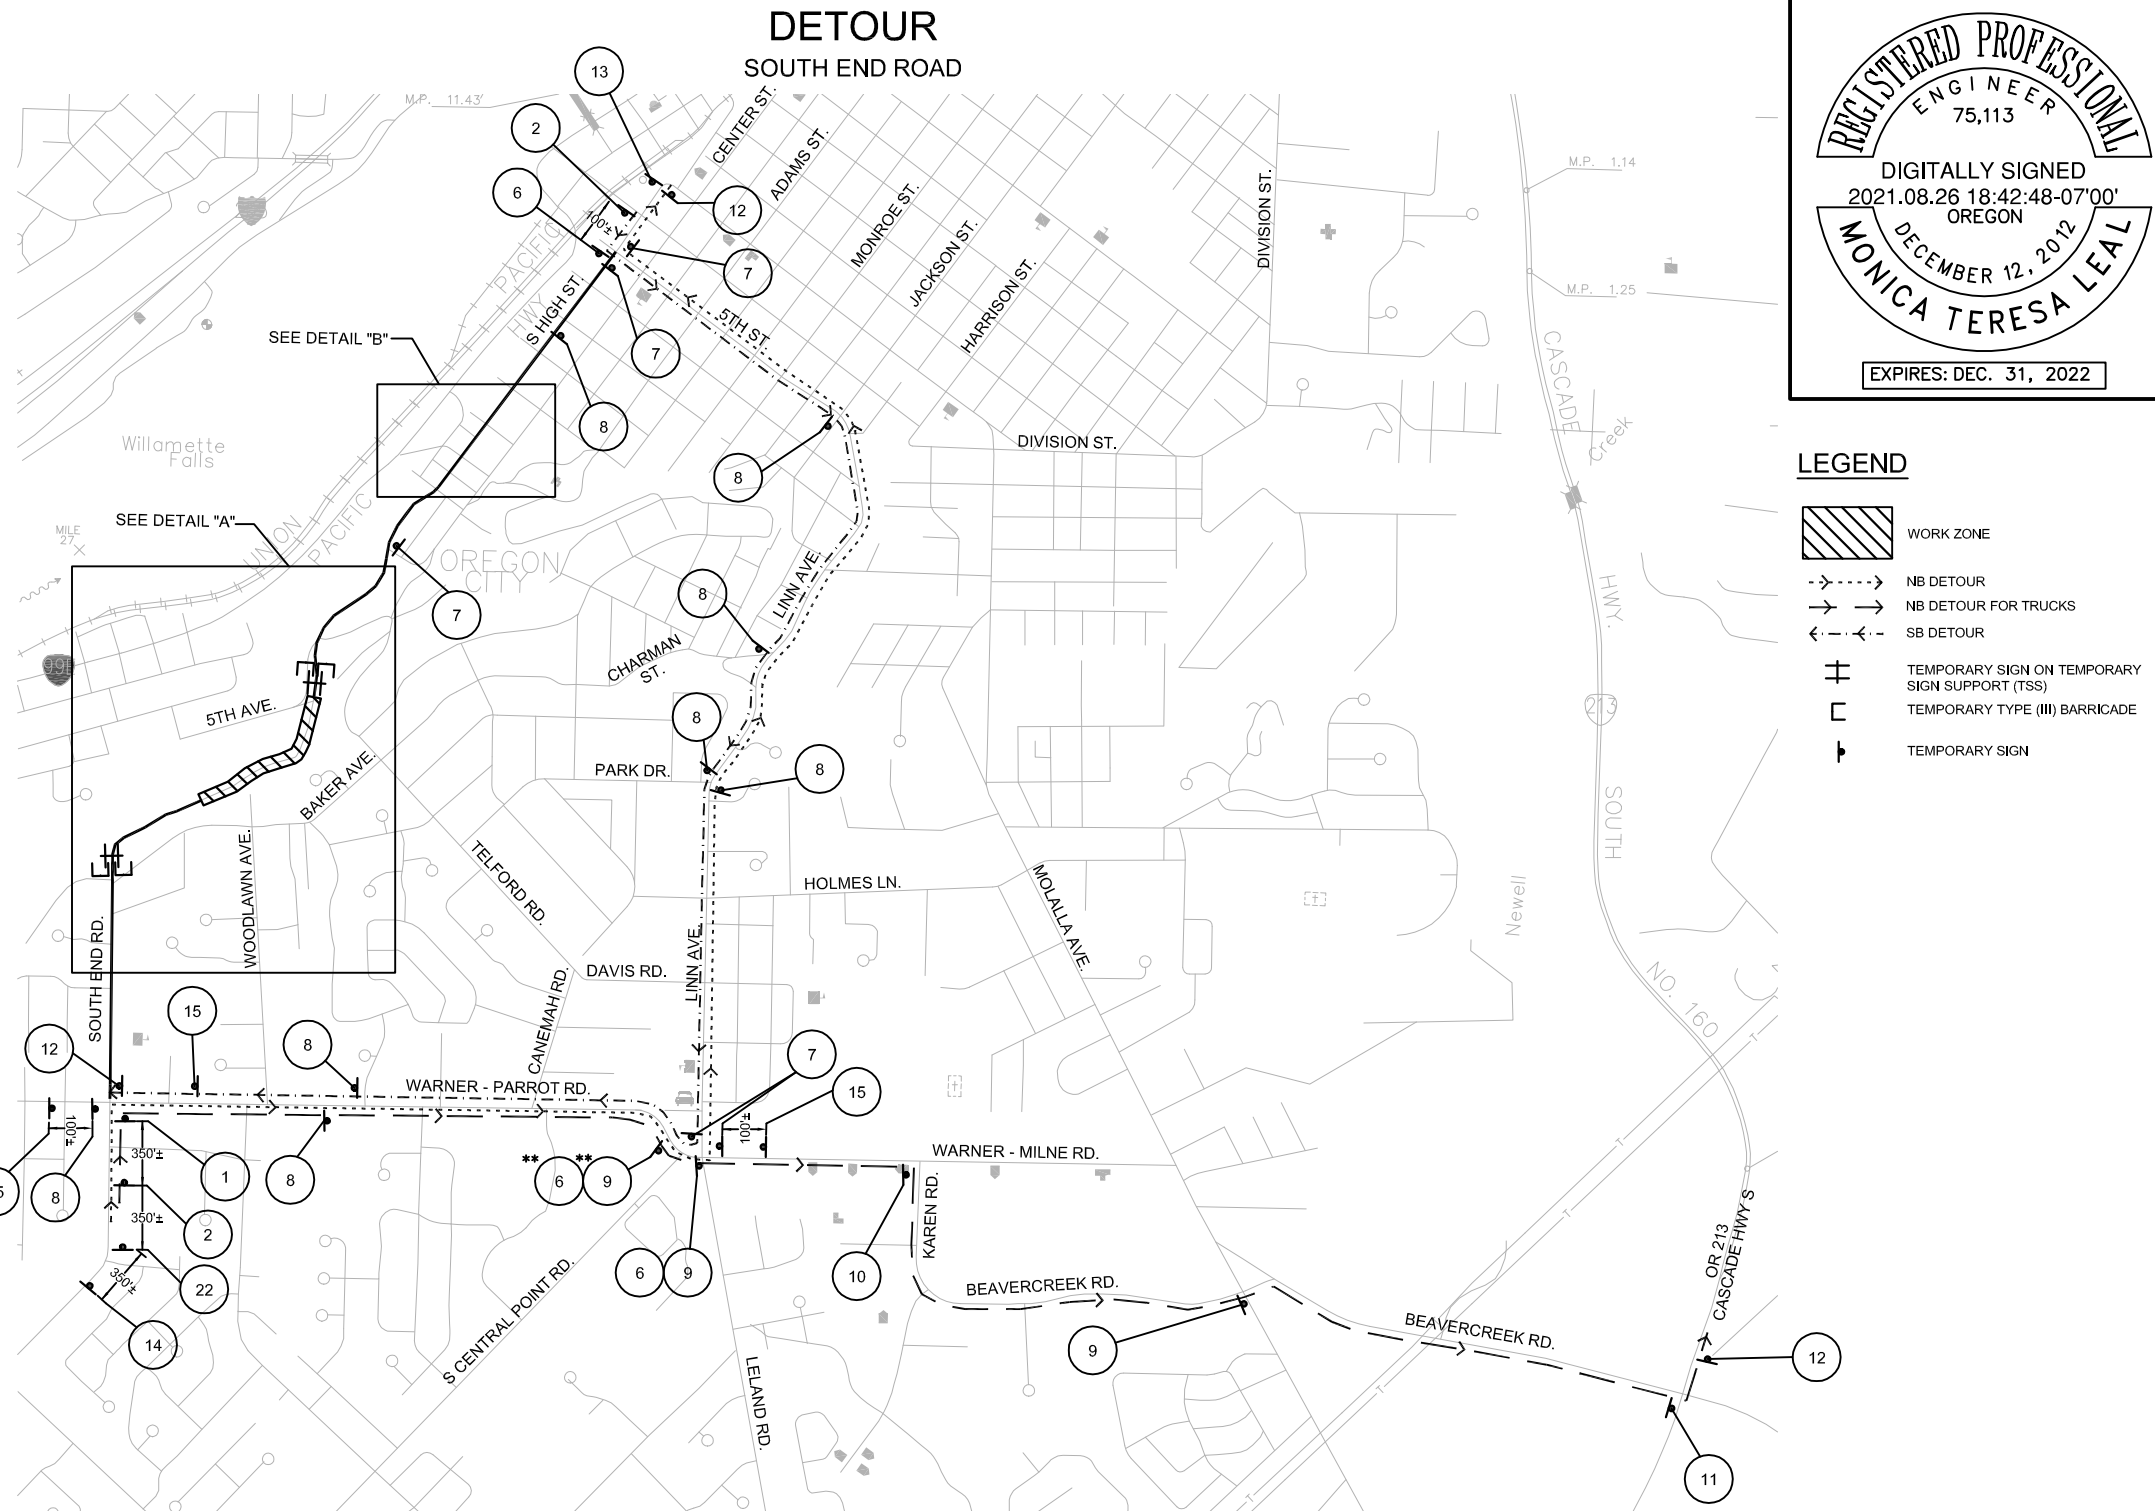 DETOUR
SOUTH END ROAD
REGISTERED PROFESSIONAL
ENGINEER
75,113
DIGITALLY SIGNED
2021.08.26 18:42:48-07'00'
OREGON
DECEMBER 12, 2012
MONICA TERESA LEAL
EXPIRES: DEC. 31, 2022
LEGEND
WORK ZONE
NB DETOUR
NB DETOUR FOR TRUCKS
SB DETOUR
TEMPORARY SIGN ON TEMPORARY
SIGN SUPPORT (TSS)
TEMPORARY TYPE (III) BARRICADE
TEMPORARY SIGN
M.P. 11.43'
13
2
6
12
7
7
8
8
100'±
CENTER ST.
ADAMS ST.
MONROE ST.
JACKSON ST.
HARRISON ST.
DIVISION ST.
DIVISION ST.
M.P. 1.14
M.P. 1.25
CASCADE
Creek
HWY.
213
SOUTH
Newell
NO. 160
PACIFIC
HWY
S HIGH ST.
5TH ST.
SEE DETAIL "B"
Willamette
Falls
SEE DETAIL "A"
MILE
27
UNION
PACIFIC
OREGON
CITY
7
99E
5TH AVE.
BAKER AVE.
WOODLAWN AVE.
SOUTH END RD.
CHARMAN
ST.
LINN AVE.
8
8
8
PARK DR.
TELFORD RD.
HOLMES LN.
MOLALLA AVE.
DAVIS RD.
CANEMAH RD.
LINN AVE.
12
15
8
7
15
WARNER - PARROT RD.
100'±
100'±
WARNER - MILNE RD.
350'±
350'±
350'±
5
8
1
8
2
22
14
** 6
** 9
6
9
10
KAREN RD.
S CENTRAL POINT RD.
LELAND RD.
BEAVERCREEK RD.
9
BEAVERCREEK RD.
OR 213
CASCADE HWY S
12
11